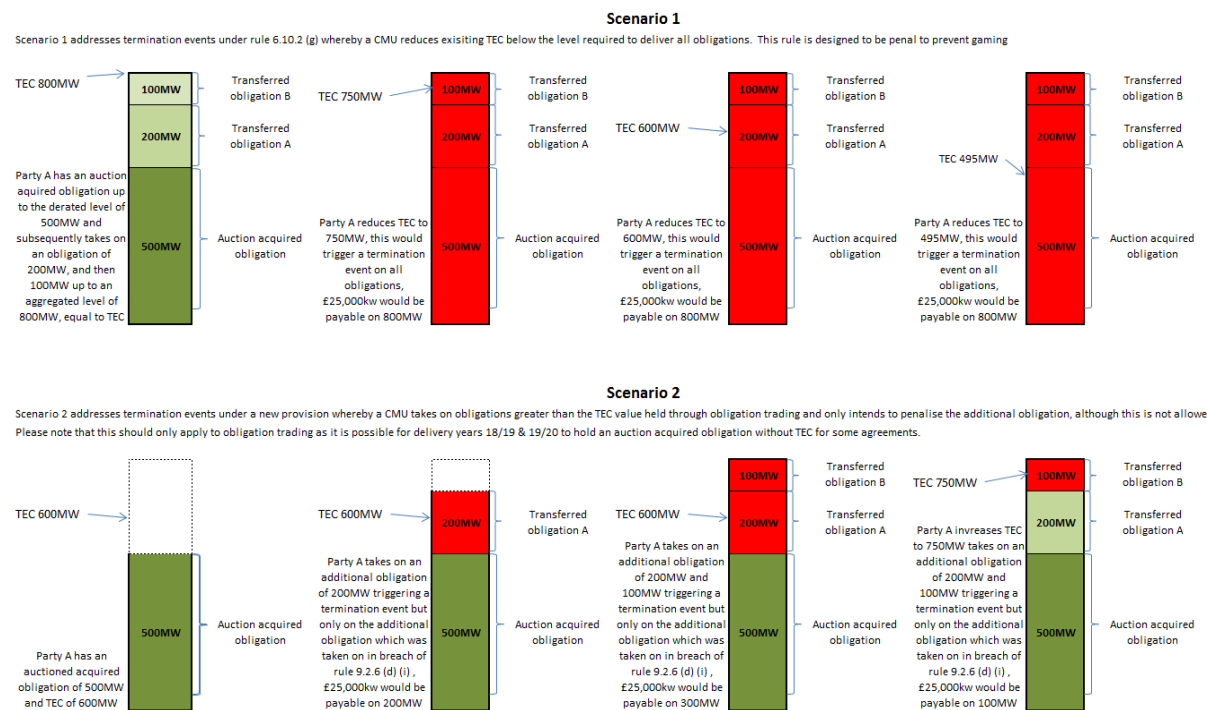 Scenario 1
Scenario 1 addresses termination events under rule 6.10.2 (g) whereby a CMU reduces exisiting TEC below the level required to deliver all obligations.  This rule is designed to be penal to prevent gaming
TEC 800MW
100MW
Transferred
obligation B
200MW
Transferred
obligation A
Party A has an auction
aquired obligation up
to the derated level of
500MW and
subsequently takes on
an obligation of
200MW, and then
100MW up to an
aggregated level of
800MW, equal to TEC
500MW
Auction acquired
obligation
TEC 750MW
100MW
Transferred
obligation B
200MW
Transferred
obligation A
Party A reduces TEC to
750MW, this would
trigger a termination
event on all
obligations,
£25,000kw would be
payable on 800MW
500MW
Auction acquired
obligation
TEC 600MW
100MW
Transferred
obligation B
200MW
Transferred
obligation A
Party A reduces TEC to
600MW, this would
trigger a termination
event on all
obligations,
£25,000kw would be
payable on 800MW
500MW
Auction acquired
obligation
TEC 495MW
100MW
Transferred
obligation B
200MW
Transferred
obligation A
Party A reduces TEC to
495MW, this would
trigger a termination
event on all
obligations,
£25,000kw would be
payable on 800MW
500MW
Auction acquired
obligation
Scenario 2
Scenario 2 addresses termination events under a new provision whereby a CMU takes on obligations greater than the TEC value held through obligation trading and only intends to penalise the additional obligation, although this is not allowe
Please note that this should only apply to obligation trading as it is possible for delivery years 18/19 & 19/20 to hold an auction acquired obligation without TEC for some agreements.
TEC 600MW
Party A has an
auctioned acquired
obligation of 500MW
and TEC of 600MW
500MW
Auction acquired
obligation
TEC 600MW
200MW
Transferred
obligation A
Party A takes on an
additional obligation
of 200MW triggering a
termination event but
only on the additional
obligation which was
taken on in breach of
rule 9.2.6 (d) (i) ,
£25,000kw would be
payable on 200MW
500MW
Auction acquired
obligation
TEC 600MW
100MW
Transferred
obligation B
200MW
Transferred
obligation A
Party A takes on an
additional obligation
of 200MW and
100MW triggering a
termination event but
only on the additional
obligation which was
taken on in breach of
rule 9.2.6 (d) (i) ,
£25,000kw would be
payable on 300MW
500MW
Auction acquired
obligation
TEC 750MW
100MW
Transferred
obligation B
200MW
Transferred
obligation A
Party A invreases TEC
to 750MW takes on an
additional obligation
of 200MW and
100MW triggering a
termination event but
only on the additional
obligation which was
taken on in breach of
rule 9.2.6 (d) (i) ,
£25,000kw would be
payable on 100MW
500MW
Auction acquired
obligation